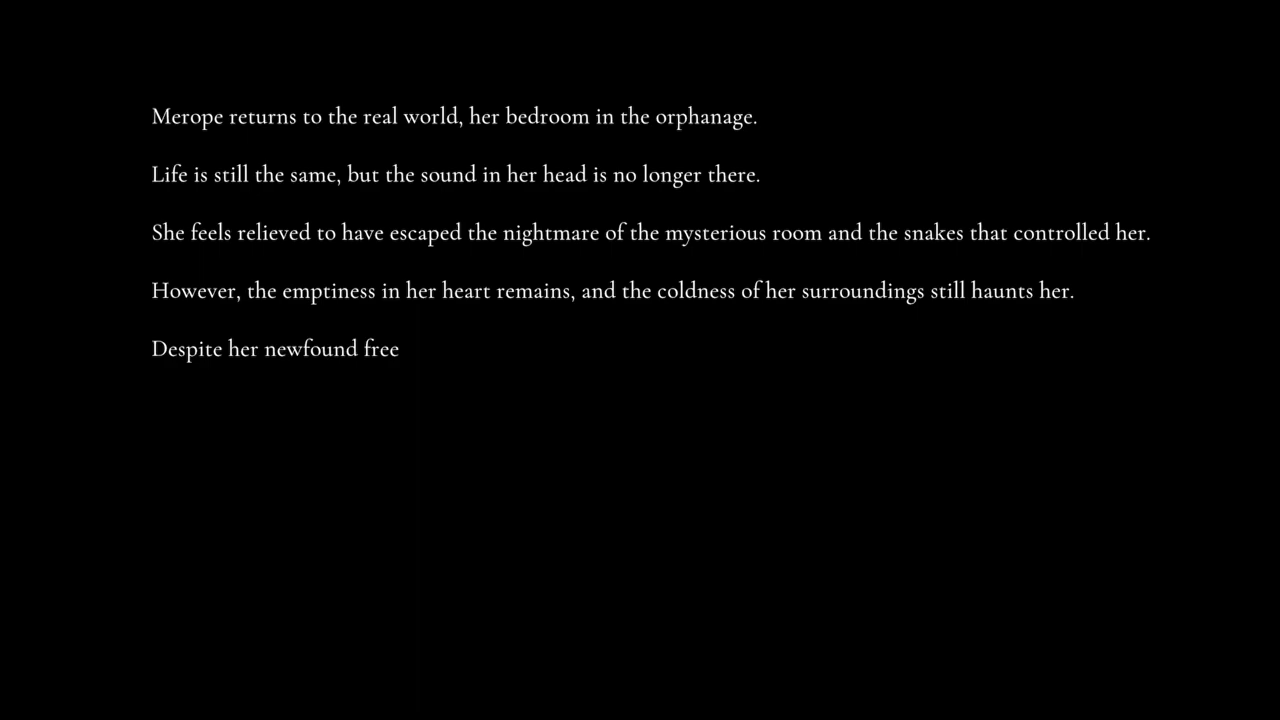 Merope returns to the real world, her bedroom in the orphanage.
Life is still the same, but the sound in her head is no longer there.
She feels relieved to have escaped the nightmare of the mysterious room and the snakes that controlled her.
However, the emptiness in her heart remains, and the coldness of her surroundings still haunts her.
Despite her newfound free